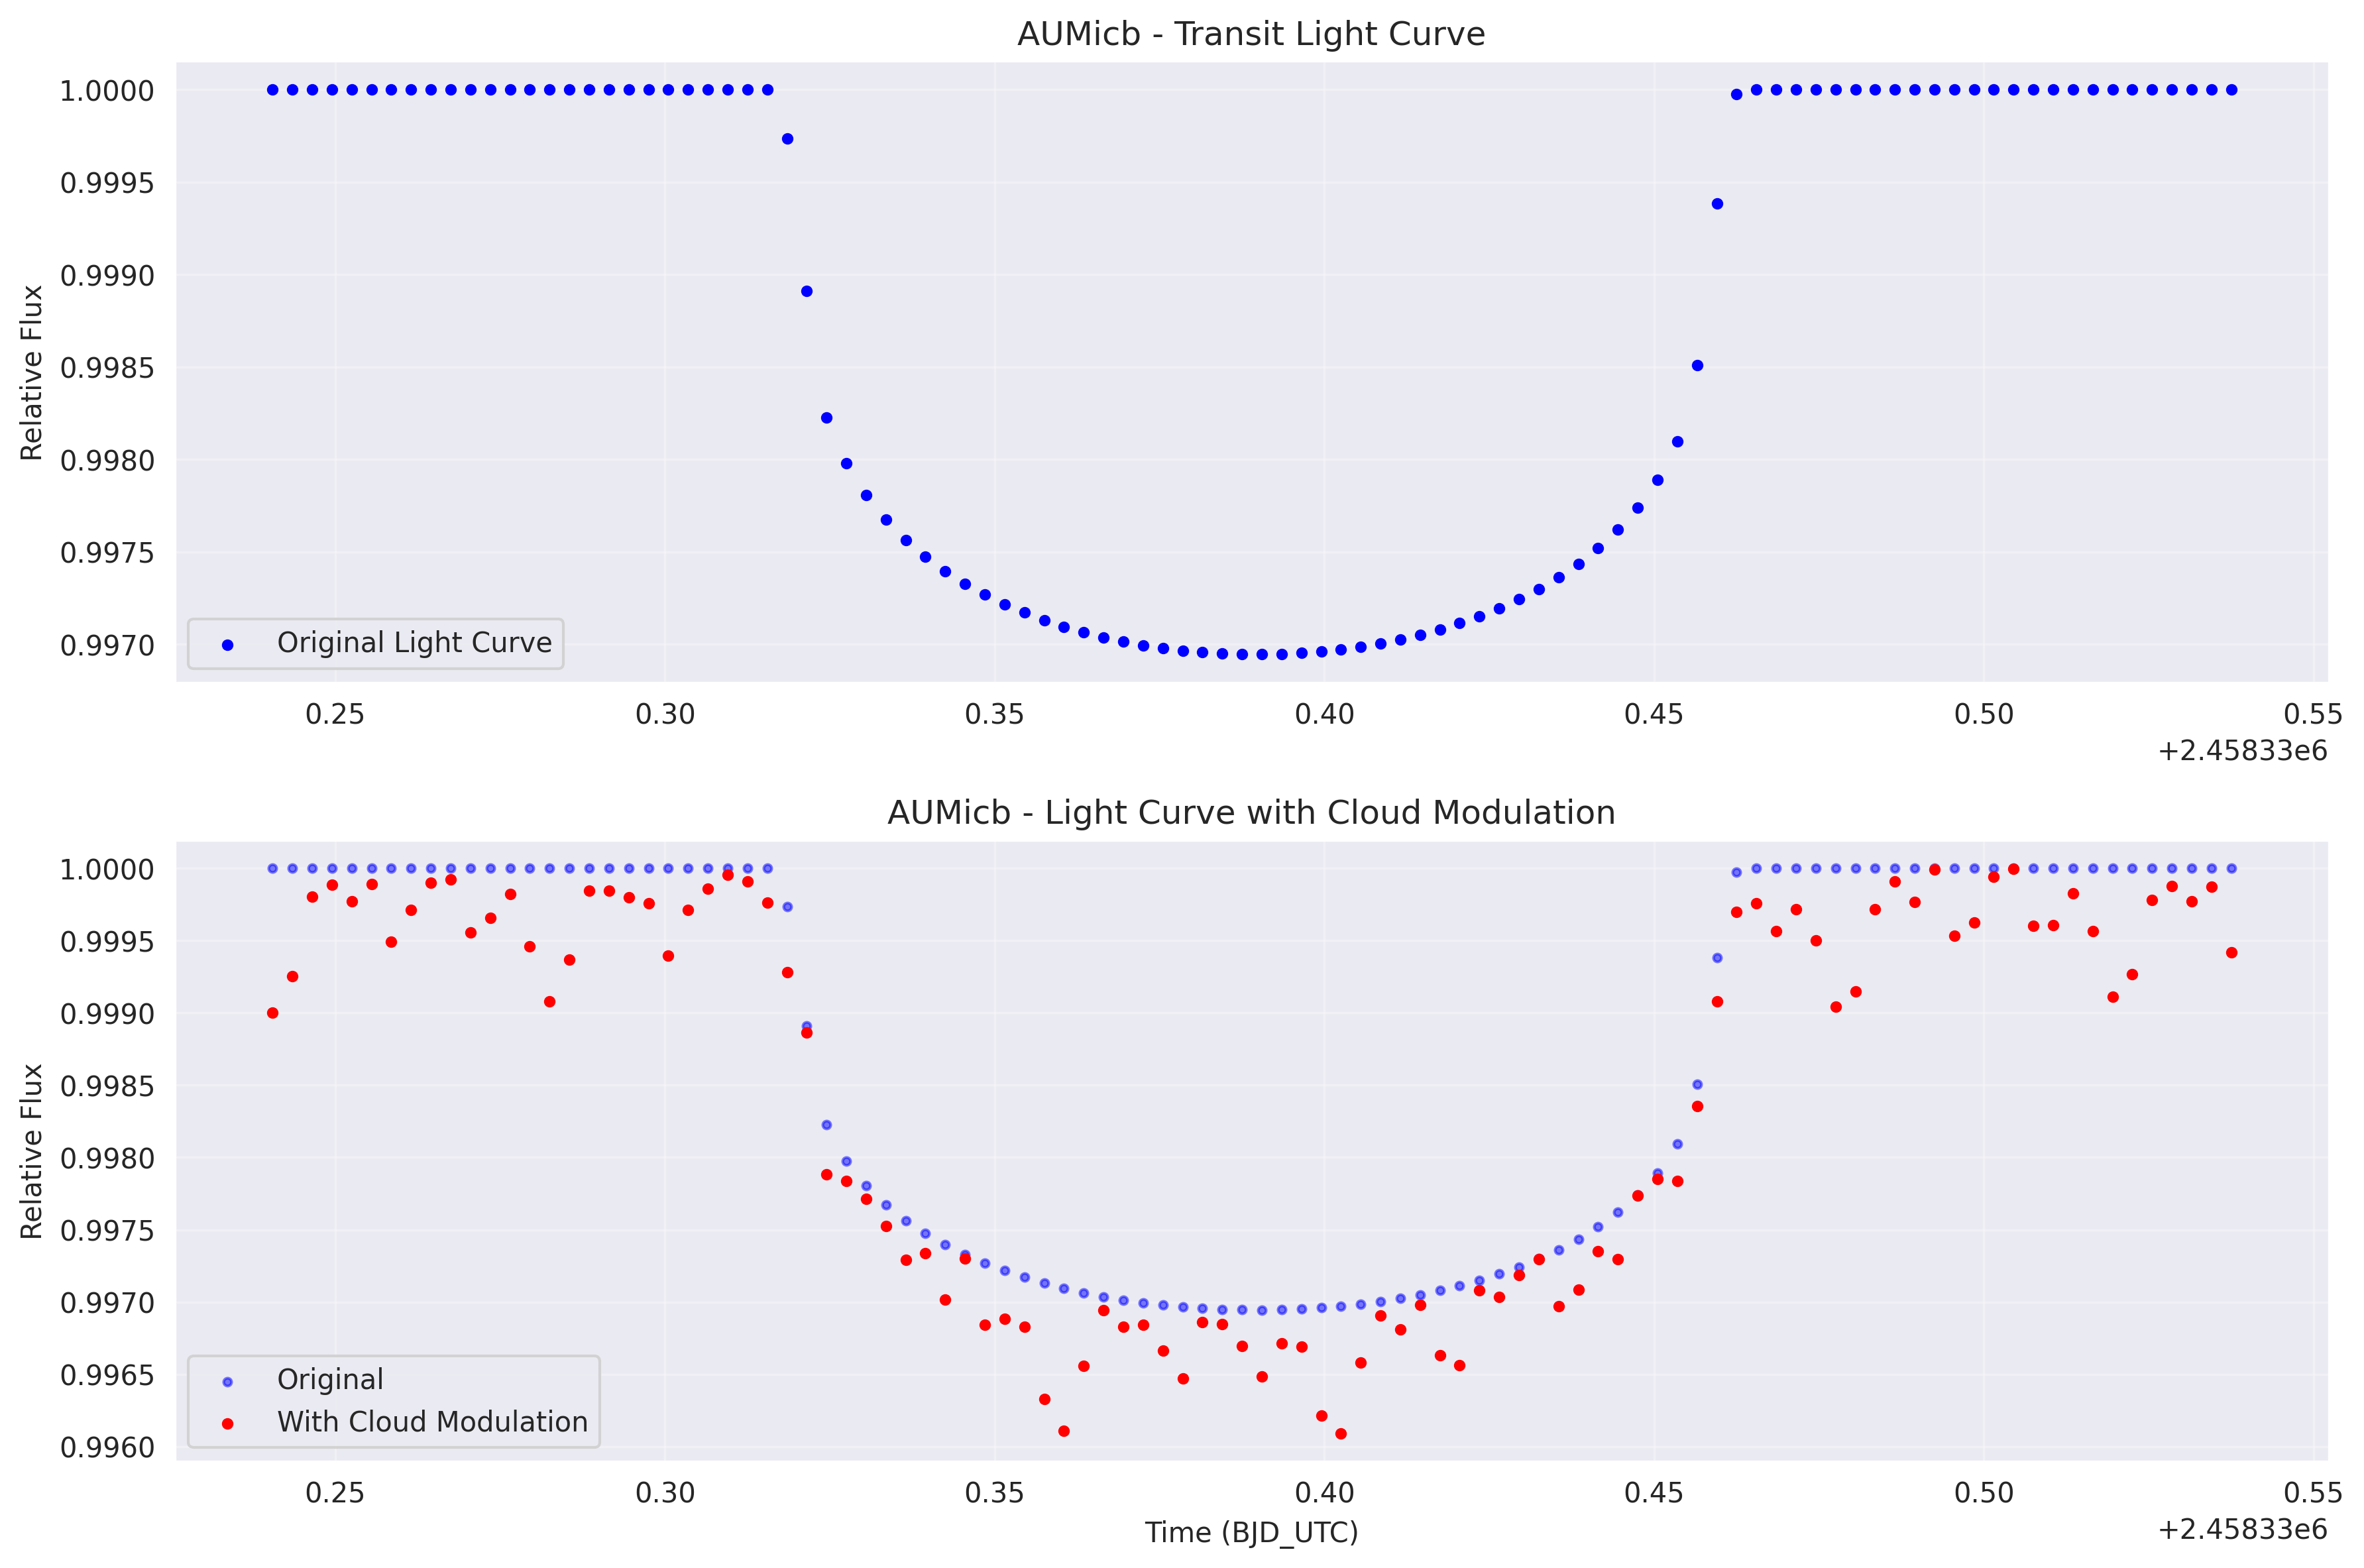 AUMicb - Transit Light Curve
Relative Flux
1.0000
0.9995
0.9990
0.9985
0.9980
0.9975
0.9970
Original Light Curve
0.25 0.30 0.35 0.40 0.45 0.50 0.55
+2.45833e6
AUMicb - Light Curve with Cloud Modulation
Relative Flux
1.0000
0.9995
0.9990
0.9985
0.9980
0.9975
0.9970
0.9965
0.9960
Original
With Cloud Modulation
0.25 0.30 0.35 0.40 0.45 0.50 0.55
Time (BJD_UTC)
+2.45833e6